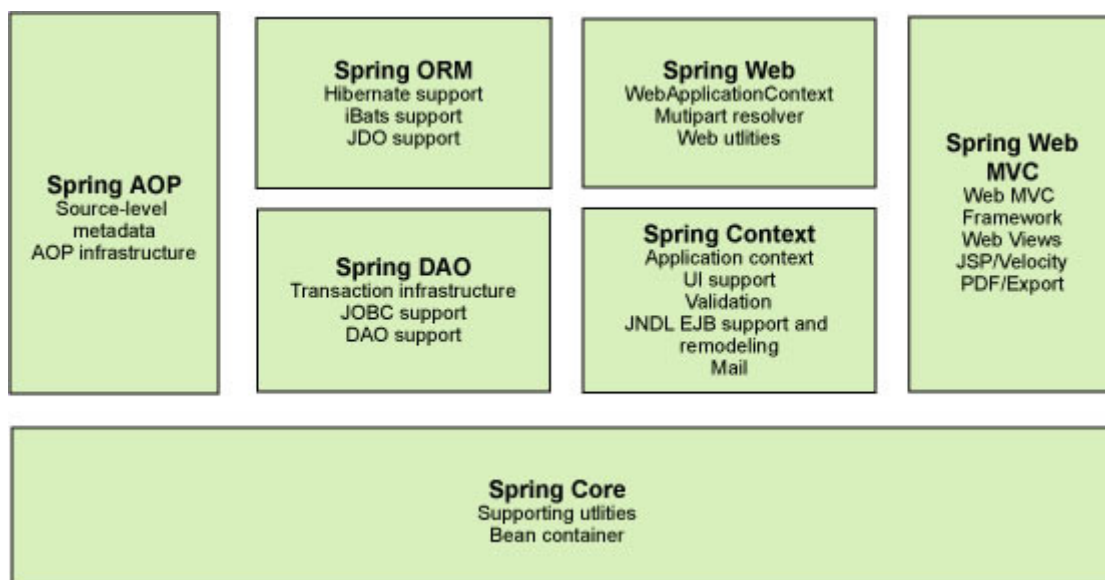 Spring AOP
Source-level
metadata
AOP infrastructure
Spring ORM
Hibernate support
iBats support
JDO support
Spring DAO
Transaction infrastructure
JOBC support
DAO support
Spring Web
WebApplicationContext
Mutipart resolver
Web utlities
Spring Context
Application context
UI support
Validation
JNDL EJB support and
remodeling
Mail
Spring Web
MVC
Web MVC
Framework
Web Views
JSP/Velocity
PDF/Export
Spring Core
Supporting utlities
Bean container